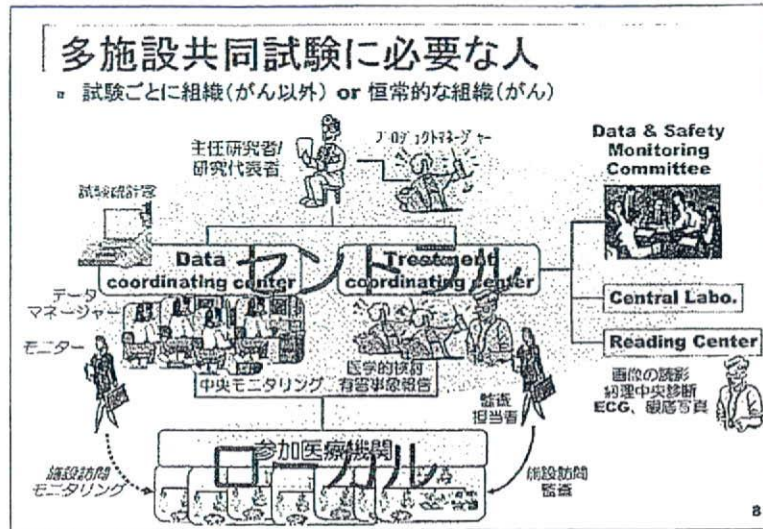 多施設共同試験に必要な人
試験ごとに組織(がん以外) or 恒常的な組織(がん)
主任研究者/
研究代表者
プロジェクトマネージャー
Data & Safety
Monitoring
Committee
試験統計家
Data
coordinating center
Treatment
coordinating center
セントラル
データ
マネージャー
モニター
Central Labo.
Reading Center
中央モニタリング
医学的検討
有害事象報告
監査
担当者
画像の読影
病理中央診断
ECG、眼底写真
参加医療機関
ローカル
施設訪問
モニタリング
施設訪問
監査
8